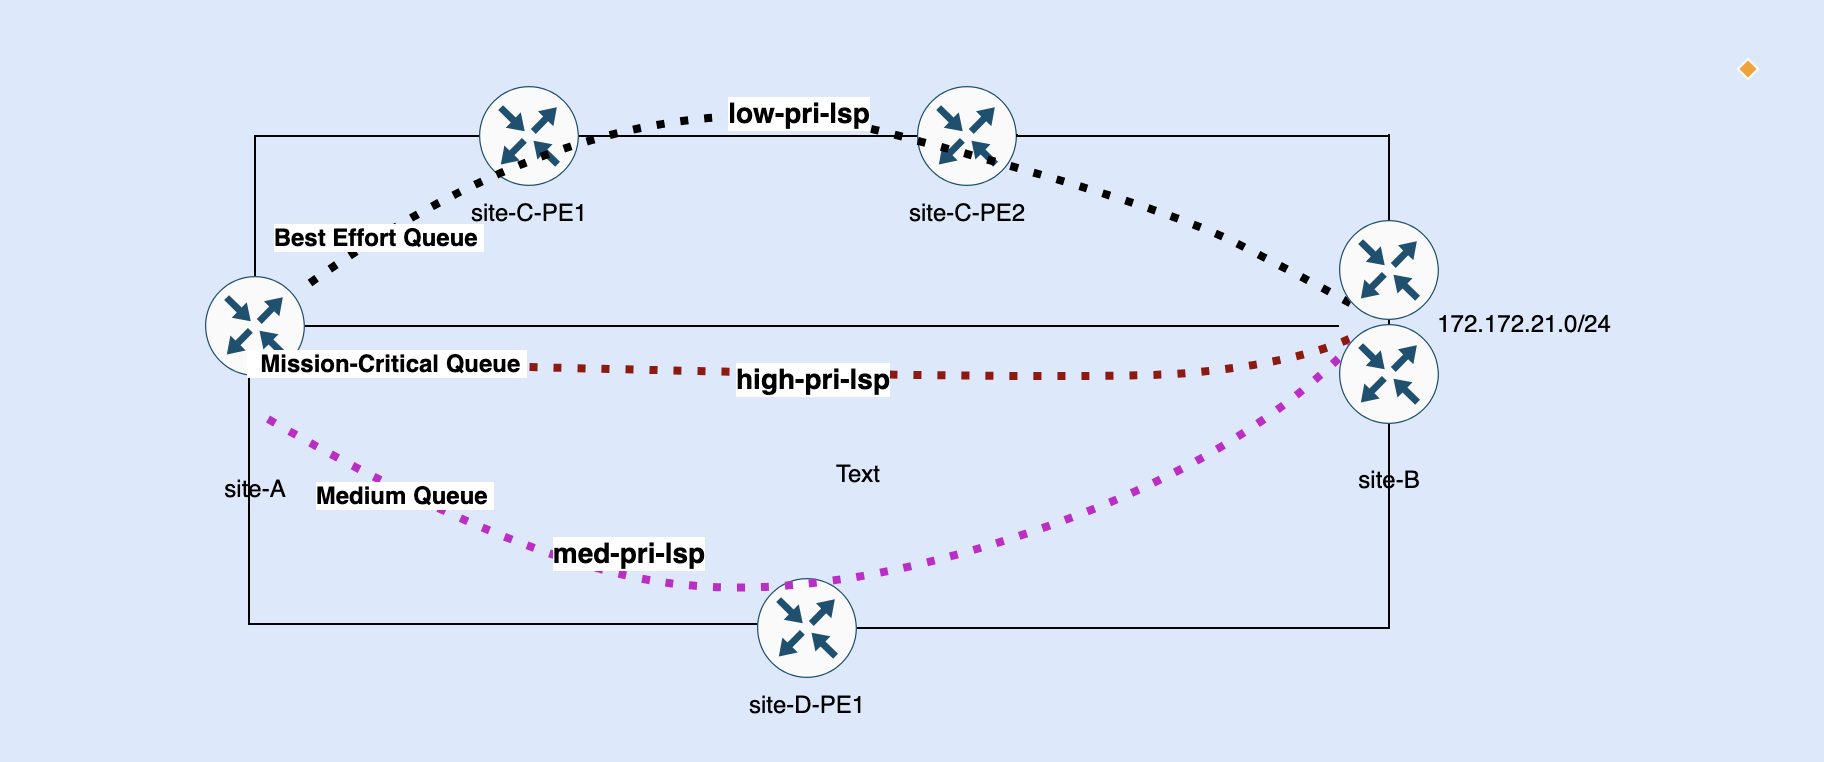 low-pri-lsp
site-C-PE1
site-C-PE2
Best Effort Queue
172.172.21.0/24
Mission-Critical Queue
high-pri-lsp
Text
site-A
site-B
Medium Queue
med-pri-lsp
site-D-PE1